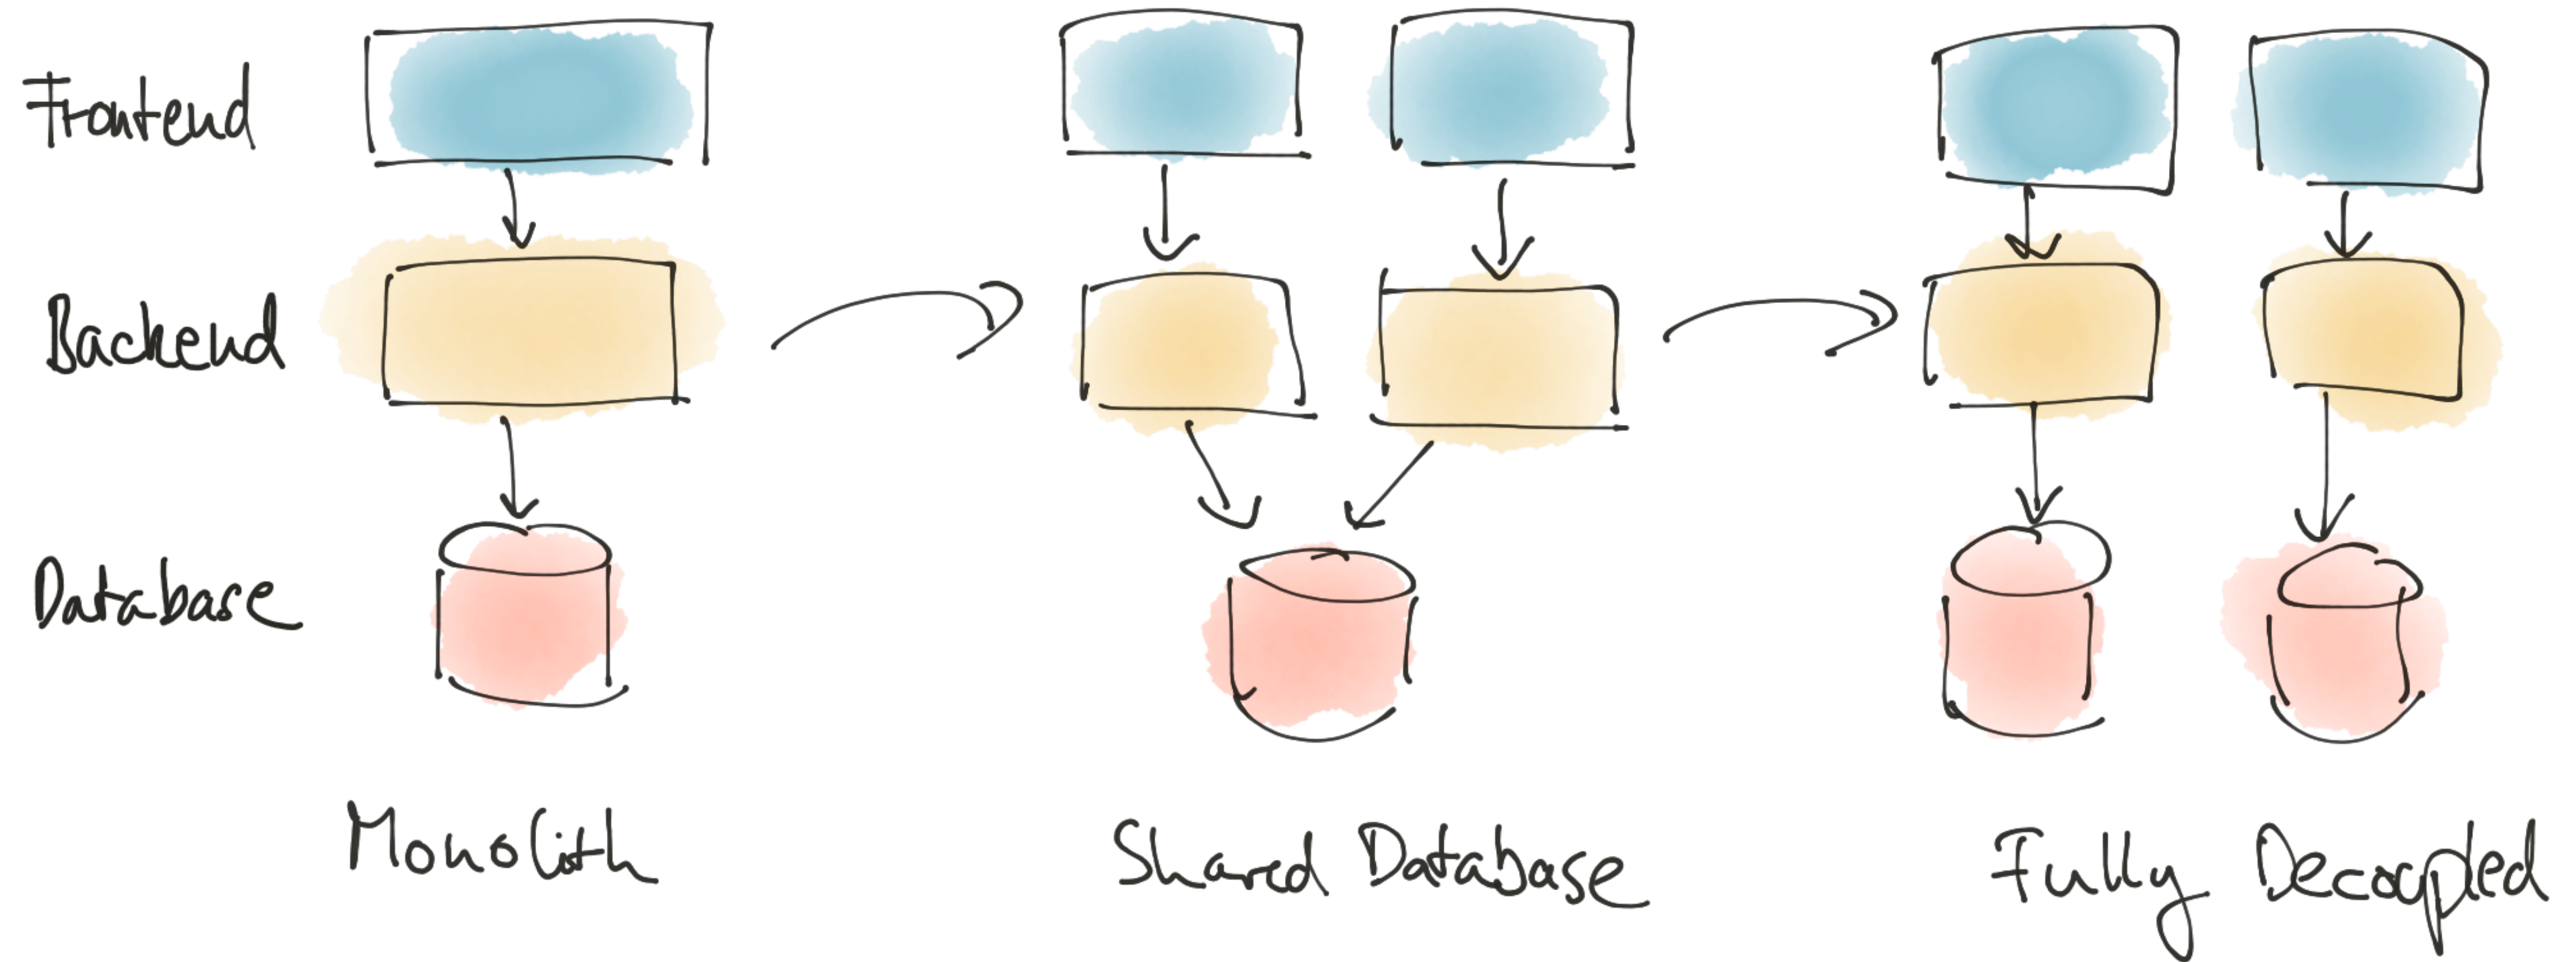 Frontend
Backend
Database
Monolith
Shared Database
Fully Decoupled